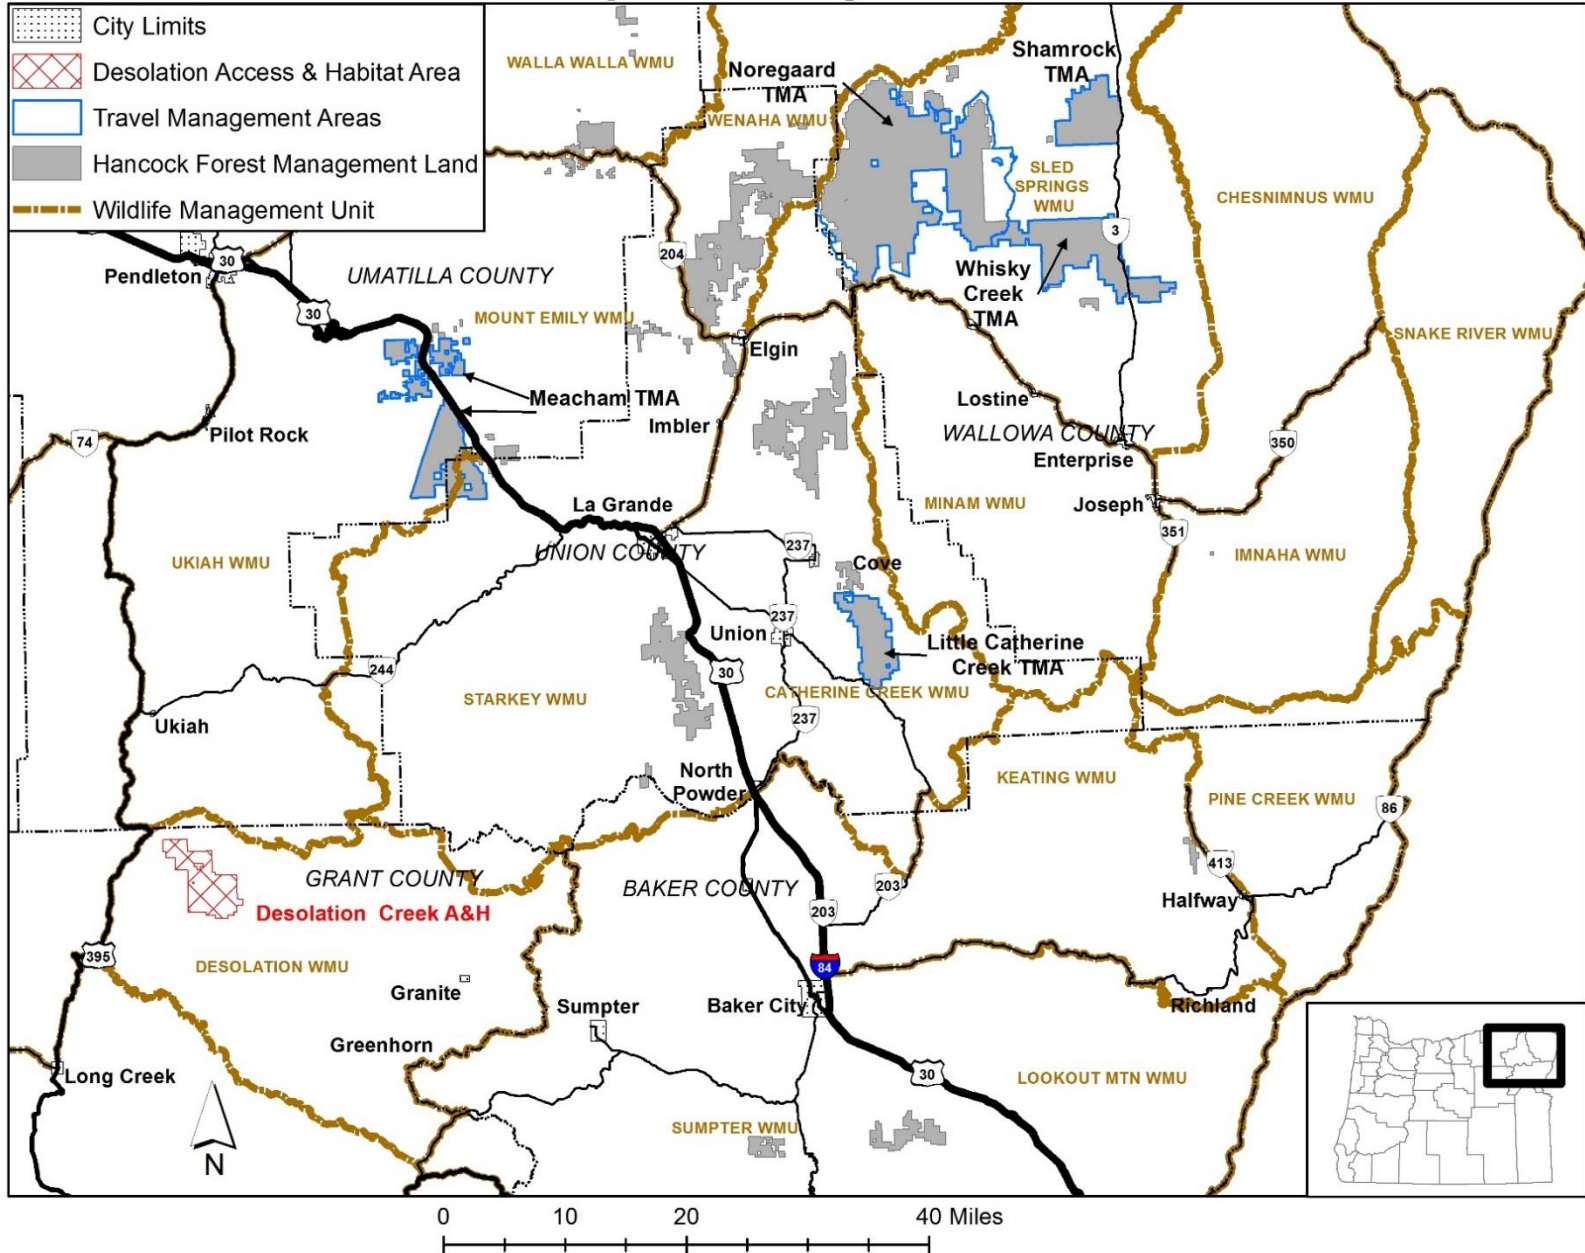 City Limits
Desolation Access & Habitat Area
Travel Management Areas
Hancock Forest Management Land
Wildlife Management Unit
WALLA WALLA WMU
Noregaard
TMA
WENAHA WMU
Shamrock
TMA
SLED
SPRINGS
WMU
CHESNIMNUS WMU
3
204
30
Pendleton
UMATILLA COUNTY
30
MOUNT EMILY WMU
Whisky
Creek
TMA
SNAKE RIVER WMU
Elgin
Meacham TMA
Imbler
Lostine
WALLOWA COUNTY
Enterprise
350
74
Pilot Rock
La Grande
UNION COUNTY
237
MINAM WMU
Joseph
351
IMNAHA WMU
UKIAH WMU
Cove
237
Union
Little Catherine
Creek TMA
244
30
STARKEY WMU
CATHERINE CREEK WMU
237
Ukiah
North
Powder
KEATING WMU
PINE CREEK WMU
86
413
GRANT COUNTY
BAKER COUNTY
203
Halfway
Desolation Creek A&H
203
395
DESOLATION WMU
84
Granite
Sumpter
Baker City
Richland
Greenhorn
Long Creek
30
LOOKOUT MTN WMU
SUMPTER WMU
N
0 10 20 40 Miles